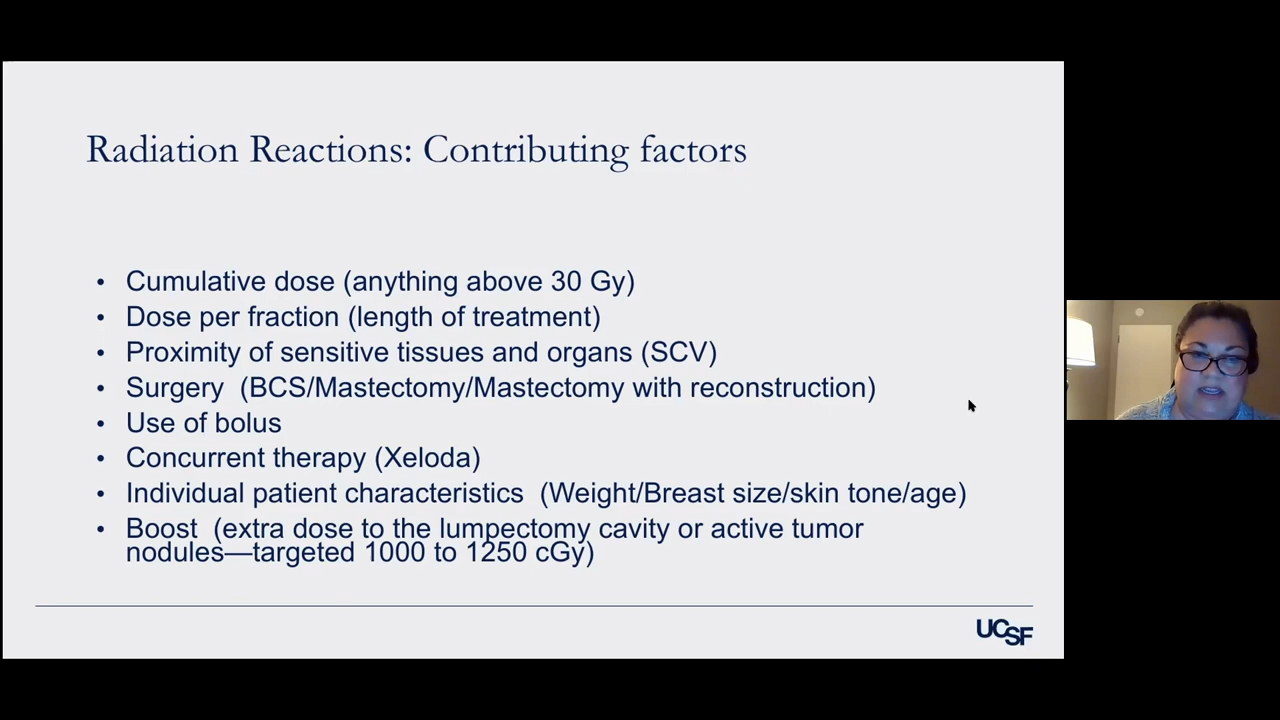 Radiation Reactions: Contributing factors
• Cumulative dose (anything above 30 Gy)
• Dose per fraction (length of treatment)
• Proximity of sensitive tissues and organs (SCV)
• Surgery  (BCS/Mastectomy/Mastectomy with reconstruction)
• Use of bolus
• Concurrent therapy (Xeloda)
• Individual patient characteristics  (Weight/Breast size/skin tone/age)
• Boost  (extra dose to the lumpectomy cavity or active tumor
nodules—targeted 1000 to 1250 cGy)
UCSF